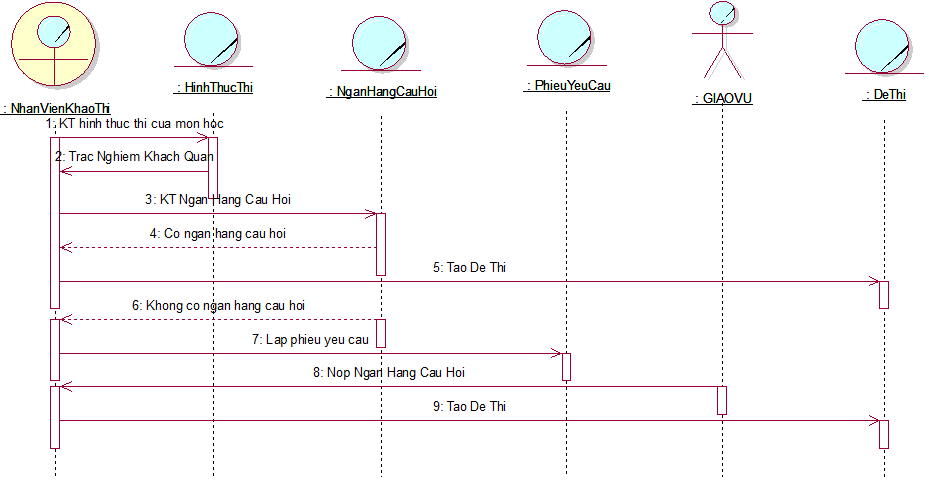 : NhanVienKhaoThi
: HinhThucThi
: NganHangCauHoi
: PhieuYeuCau
: GIAOVU
: DeThi
1: KT hinh thuc thi cua mon hoc
2: Trac Nghiem Khach Quan
3: KT Ngan Hang Cau Hoi
4: Co ngan hang cau hoi
5: Tao De Thi
6: Khong co ngan hang cau hoi
7: Lap phieu yeu cau
8: Nop Ngan Hang Cau Hoi
9: Tao De Thi